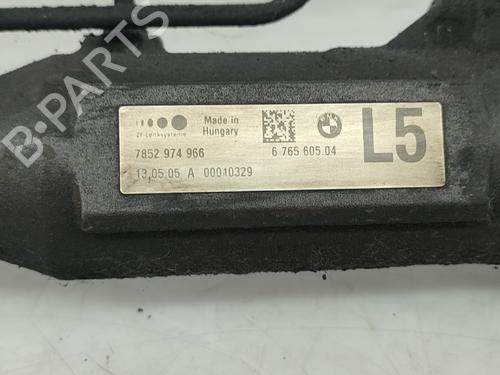 ZF Lenksysteme
Made in
Hungary
L5
7852 974 966
6 765 605.04
13.05.05 A 00010329
B-PARTS